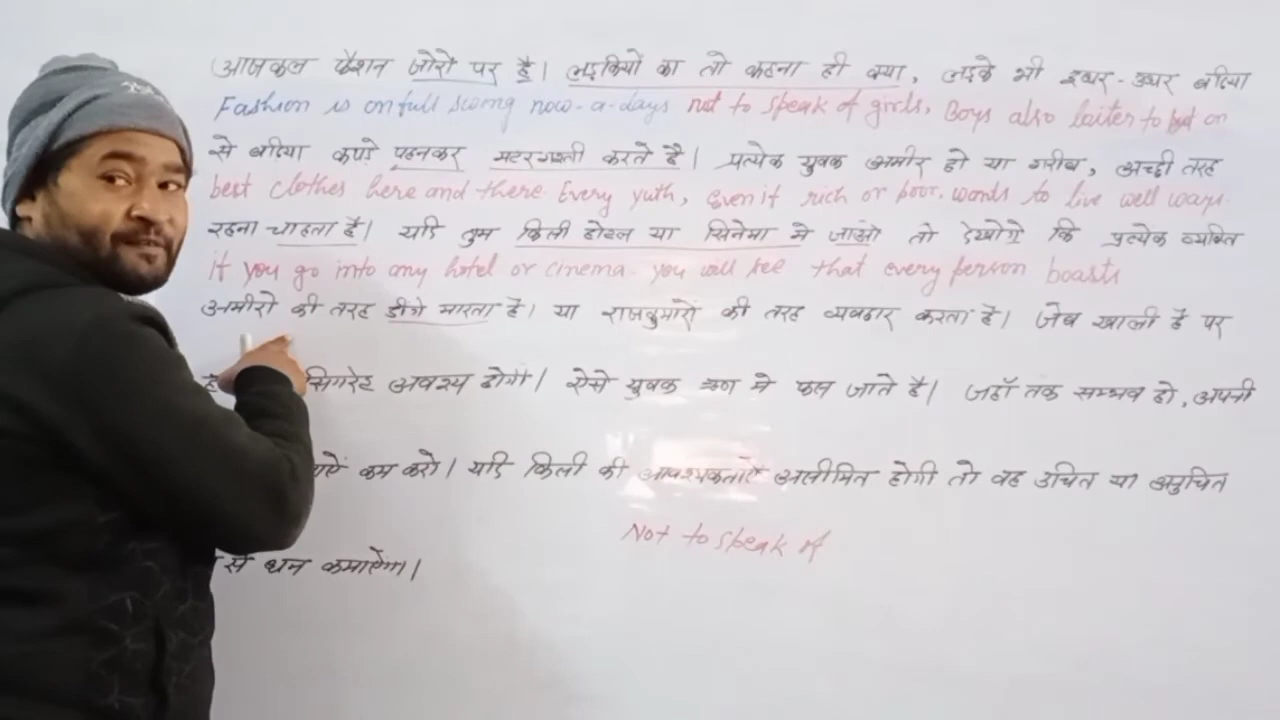 आजकल फैशन जोरो पर है। लड़कियों का तो कहना ही क्या, लड़के भी इधर-उधर बढिया
Fashion is on full swing now-a-days not to speak of girls, Boys also loiter to put on
से बढिया कपडे पहनकर मटरगश्ती करते है। प्रत्येक युवक अमीर हो या गरीब, अच्छी तरह
best clothes here and there. Every yuth, even if rich or poor. wants to live well ways.
रहना चाहता है। यदि तुम किसी होटल या सिनेमा मे जाओ तो देखोगे कि प्रत्येक व्यक्ति
if you go into any hotel or cinema. you will see that every person boasts
अमीरो की तरह डींगे मारता है। या राजकुमारों की तरह व्यवहार करता है। जेब खाली है पर
सिगरेट अवश्य होगी। ऐसे युवक ऋण मे फस जाते है। जहाँ तक सम्भव हो, अपनी
कम करो। यदि किसी की आवश्यकताऐं असीमित होगी तो वह उचित या अनुचित
Not to speak of
से धन कमाऐगा।